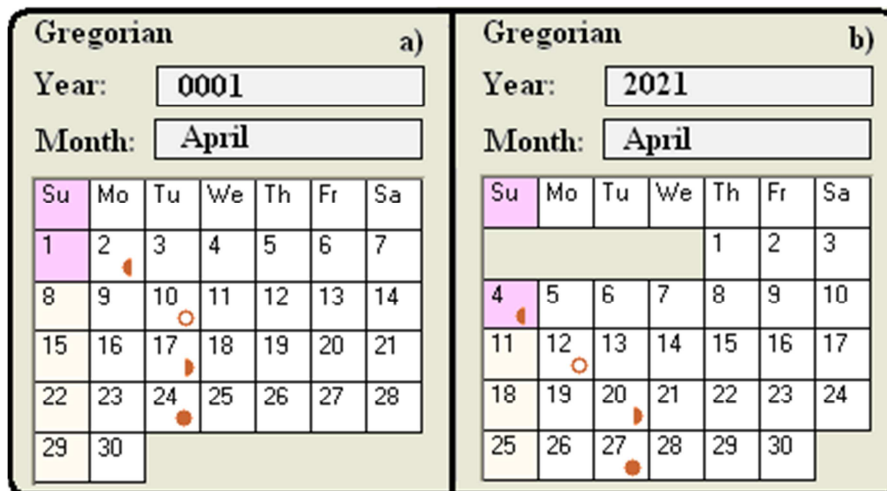 Gregorian a)
Year: 0001
Month: April
Su Mo Tu We Th Fr Sa
1 2 3 4 5 6 7
8 9 10 11 12 13 14
15 16 17 18 19 20 21
22 23 24 25 26 27 28
29 30
Gregorian b)
Year: 2021
Month: April
Su Mo Tu We Th Fr Sa
1 2 3
4 5 6 7 8 9 10
11 12 13 14 15 16 17
18 19 20 21 22 23 24
25 26 27 28 29 30